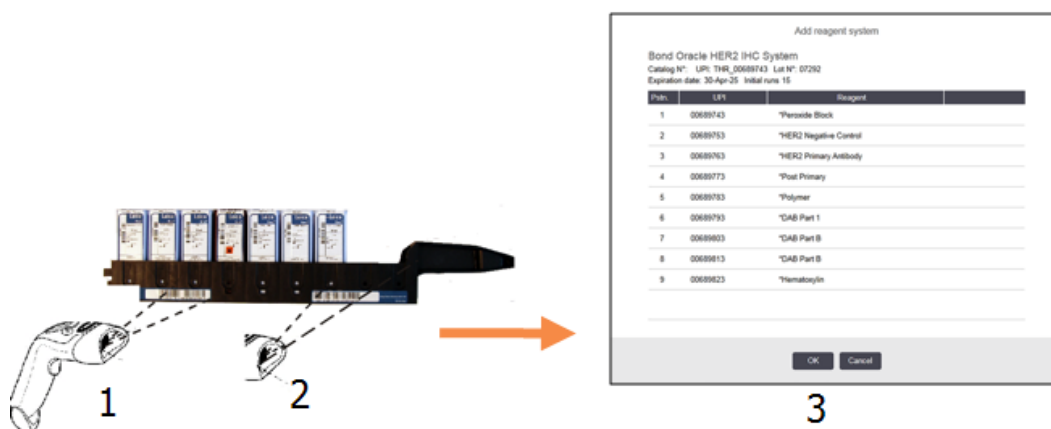 Add reagent system
Bond Oracle HER2 IHC System
Catalog N°: UPI: THR_00689743 Lot N°: 07292
Expiration date: 30-Apr-25 Initial runs 15
Pstn. UPI Reagent
1 00689743 *Peroxide Block
2 00689753 *HER2 Negative Control
3 00689763 *HER2 Primary Antibody
4 00689773 *Post Primary
5 00689783 *Polymer
6 00689793 *DAB Part 1
7 00689803 *DAB Part B
8 00689813 *DAB Part B
9 00689823 *Hematoxylin
OK Cancel
1 2 3